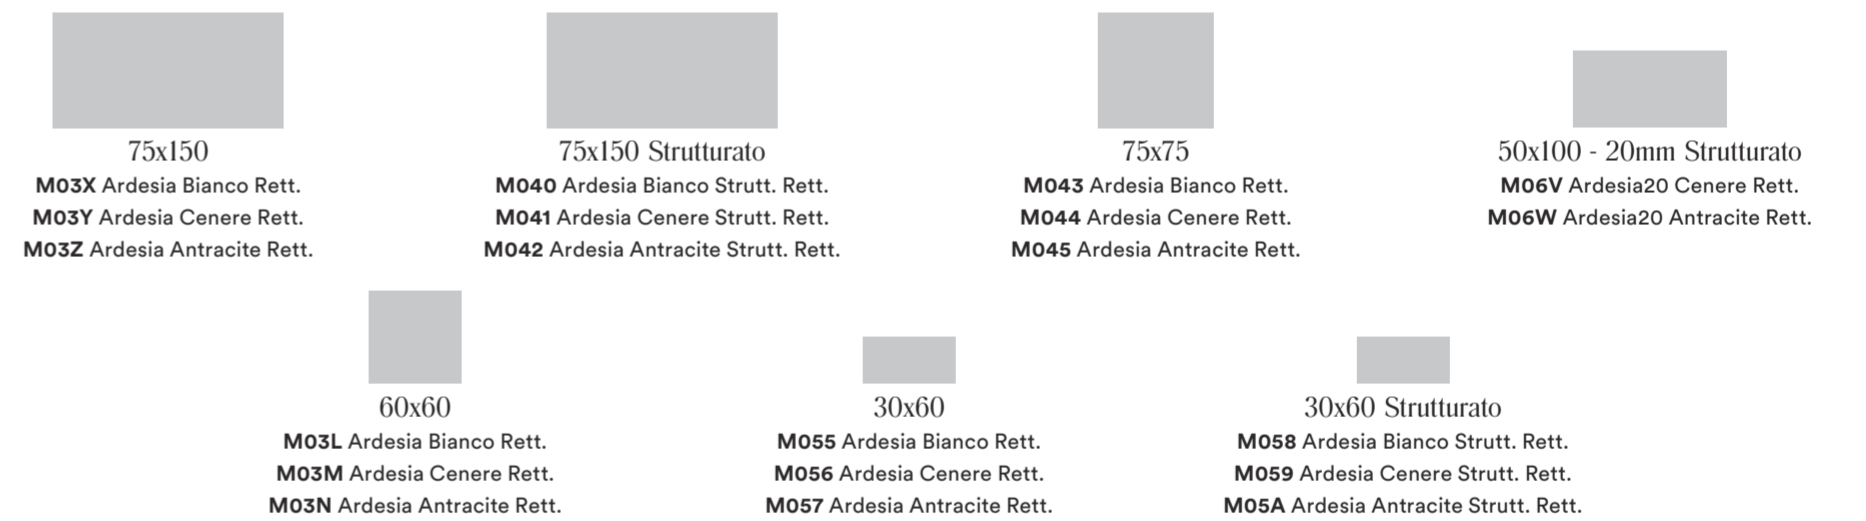 75x150
M03X Ardesia Bianco Rett.
M03Y Ardesia Cenere Rett.
M03Z Ardesia Antracite Rett.
75x150 Strutturato
M040 Ardesia Bianco Strutt. Rett.
M041 Ardesia Cenere Strutt. Rett.
M042 Ardesia Antracite Strutt. Rett.
75x75
M043 Ardesia Bianco Rett.
M044 Ardesia Cenere Rett.
M045 Ardesia Antracite Rett.
50x100 - 20mm Strutturato
M06V Ardesia20 Cenere Rett.
M06W Ardesia20 Antracite Rett.
60x60
M03L Ardesia Bianco Rett.
M03M Ardesia Cenere Rett.
M03N Ardesia Antracite Rett.
30x60
M055 Ardesia Bianco Rett.
M056 Ardesia Cenere Rett.
M057 Ardesia Antracite Rett.
30x60 Strutturato
M058 Ardesia Bianco Strutt. Rett.
M059 Ardesia Cenere Strutt. Rett.
M05A Ardesia Antracite Strutt. Rett.